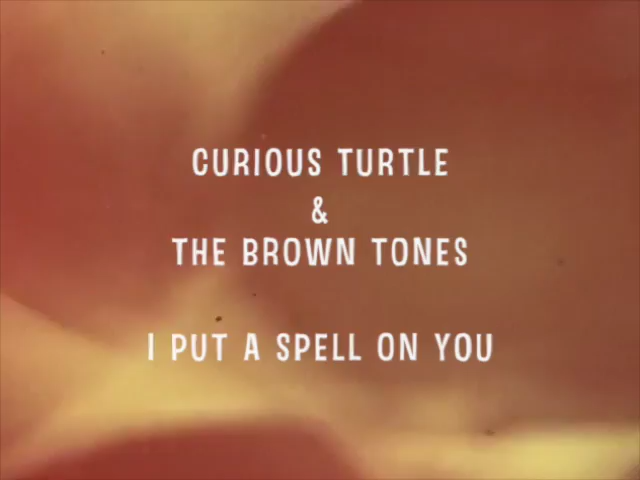 CURIOUS TURTLE
&
THE BROWN TONES
I PUT A SPELL ON YOU